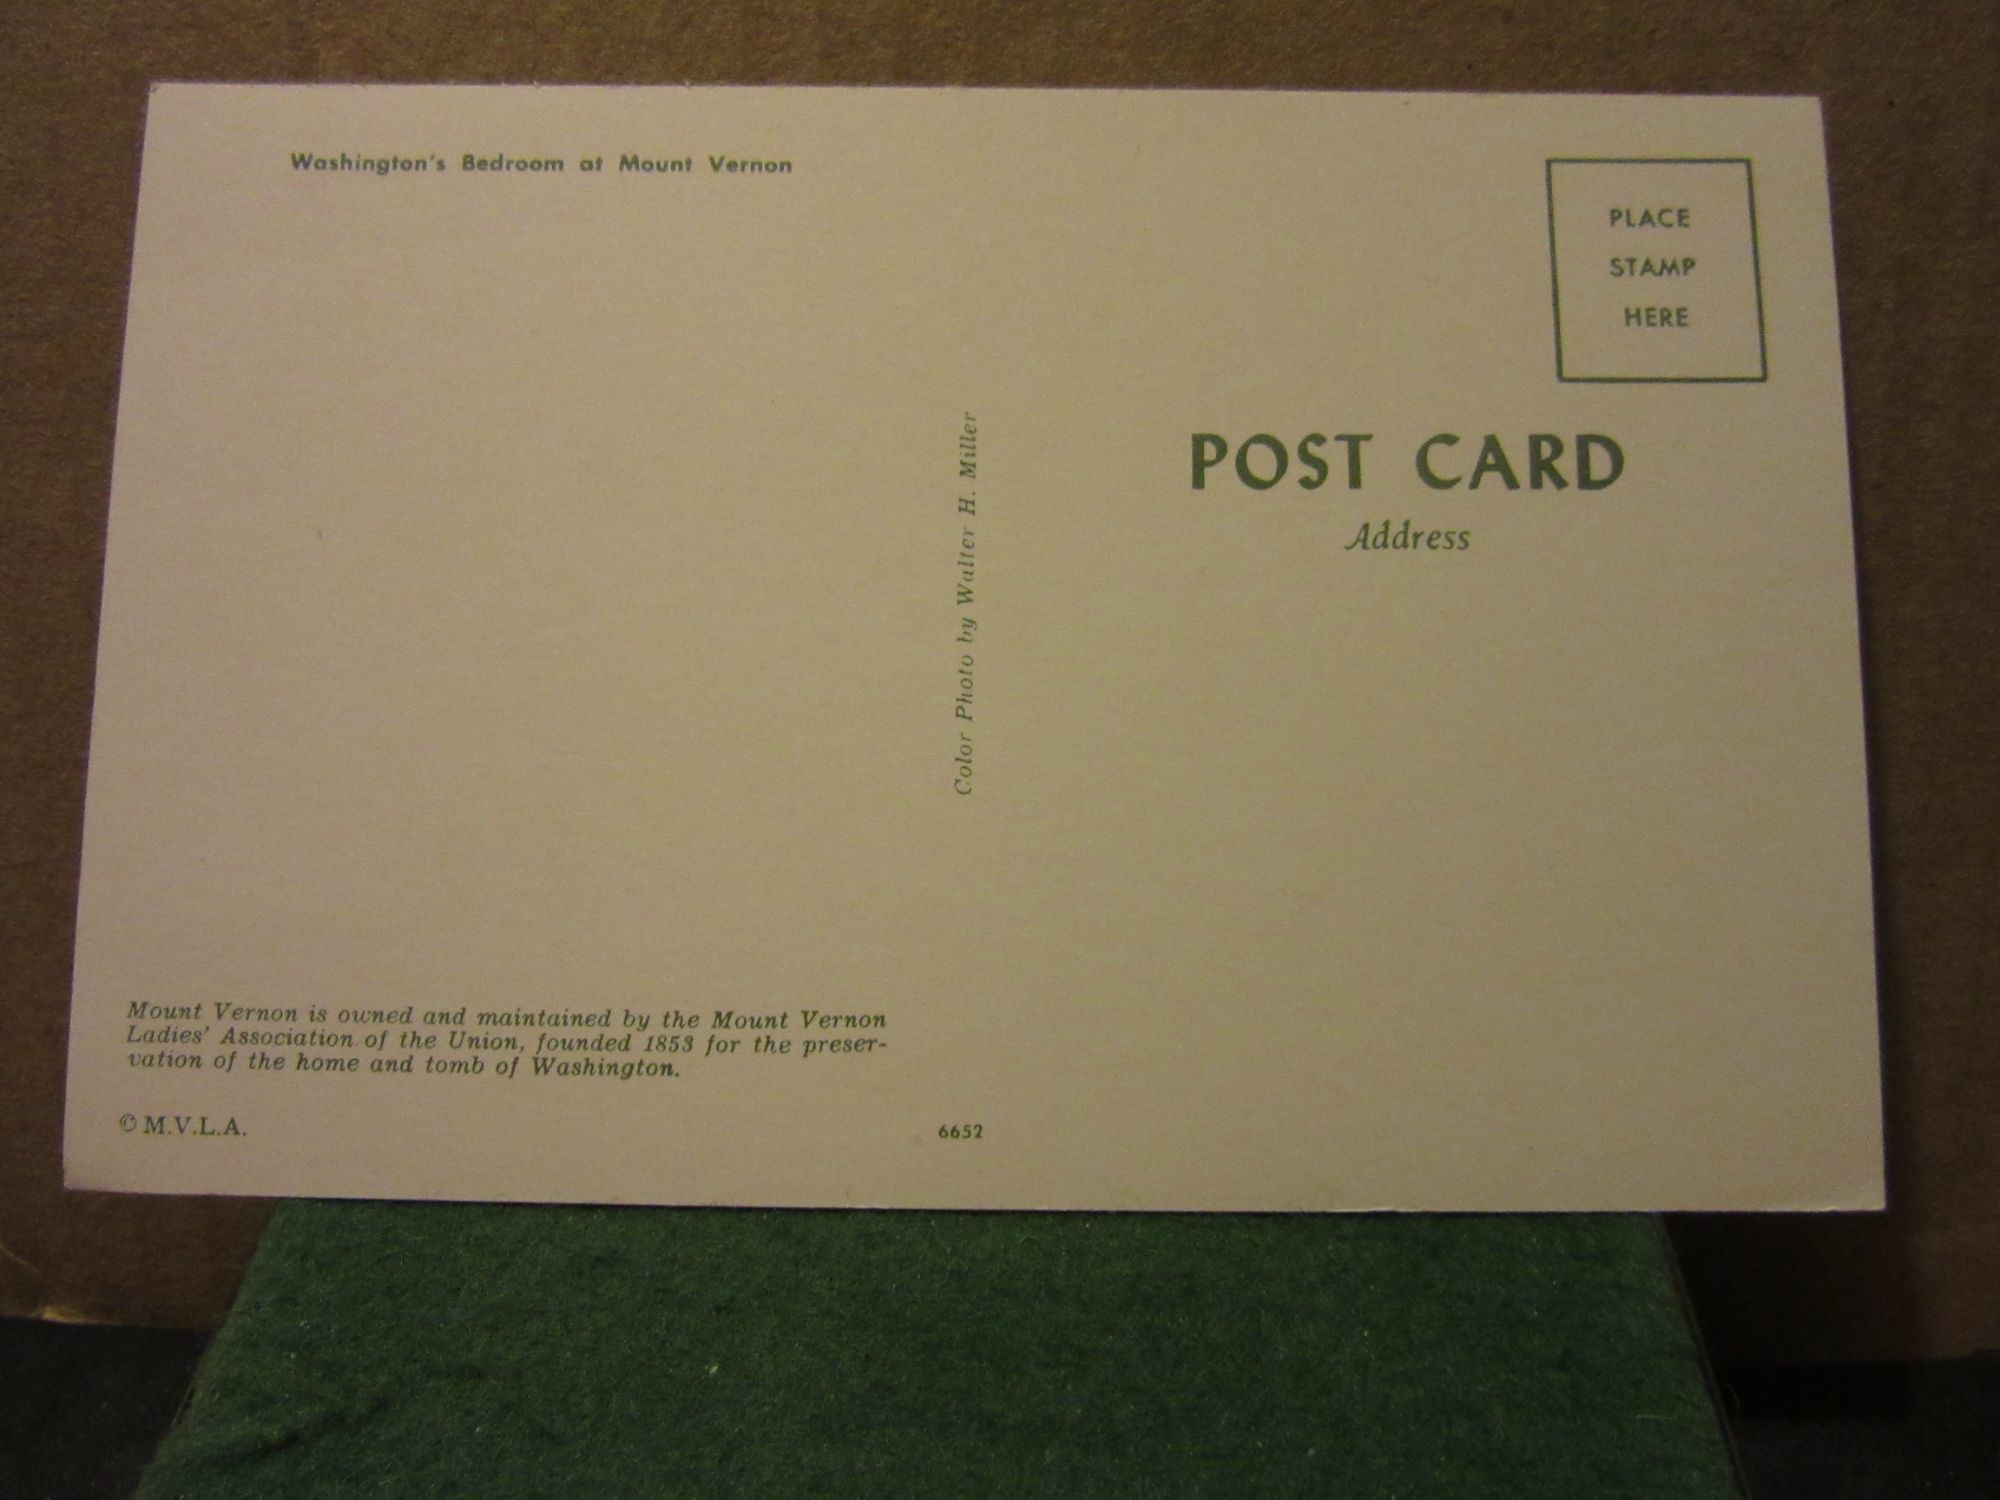 Washington's Bedroom at Mount Vernon
PLACE
STAMP
HERE
POST CARD
Address
Color Photo by Walter H. Miller
Mount Vernon is owned and maintained by the Mount Vernon
Ladies' Association of the Union, founded 1853 for the preser-
vation of the home and tomb of Washington.
© M.V.L.A.
6652